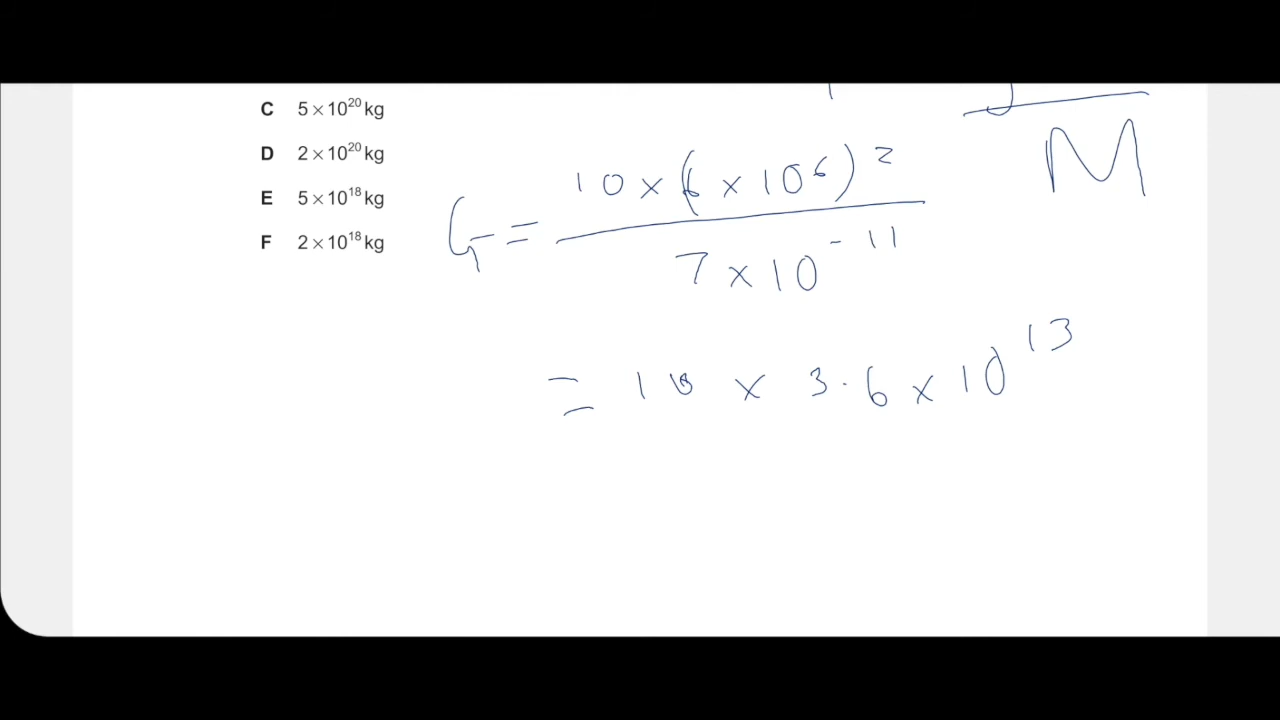 C 5×10²⁰ kg
D 2×10²⁰ kg
E 5×10¹⁸ kg
F 2×10¹⁸ kg
M
G = 10 × (6 × 10⁶)² / 7 × 10⁻¹¹
= 10 × 3.6 × 10¹³